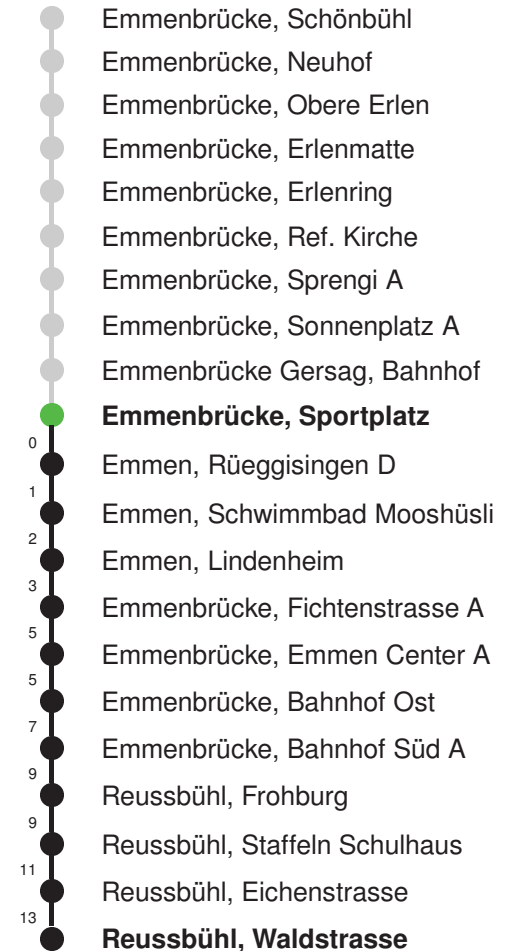 Emmenbrücke, Schönbühl
Emmenbrücke, Neuhof
Emmenbrücke, Obere Erlen
Emmenbrücke, Erlenmatte
Emmenbrücke, Erlenring
Emmenbrücke, Ref. Kirche
Emmenbrücke, Sprengi A
Emmenbrücke, Sonnenplatz A
Emmenbrücke Gersag, Bahnhof
Emmenbrücke, Sportplatz
0
Emmen, Rüeggisingen D
1
Emmen, Schwimmbad Mooshüsli
2
Emmen, Lindenheim
3
Emmenbrücke, Fichtenstrasse A
5
Emmenbrücke, Emmen Center A
5
Emmenbrücke, Bahnhof Ost
7
Emmenbrücke, Bahnhof Süd A
9
Reussbühl, Frohburg
9
Reussbühl, Staffeln Schulhaus
11
Reussbühl, Eichenstrasse
13
Reussbühl, Waldstrasse